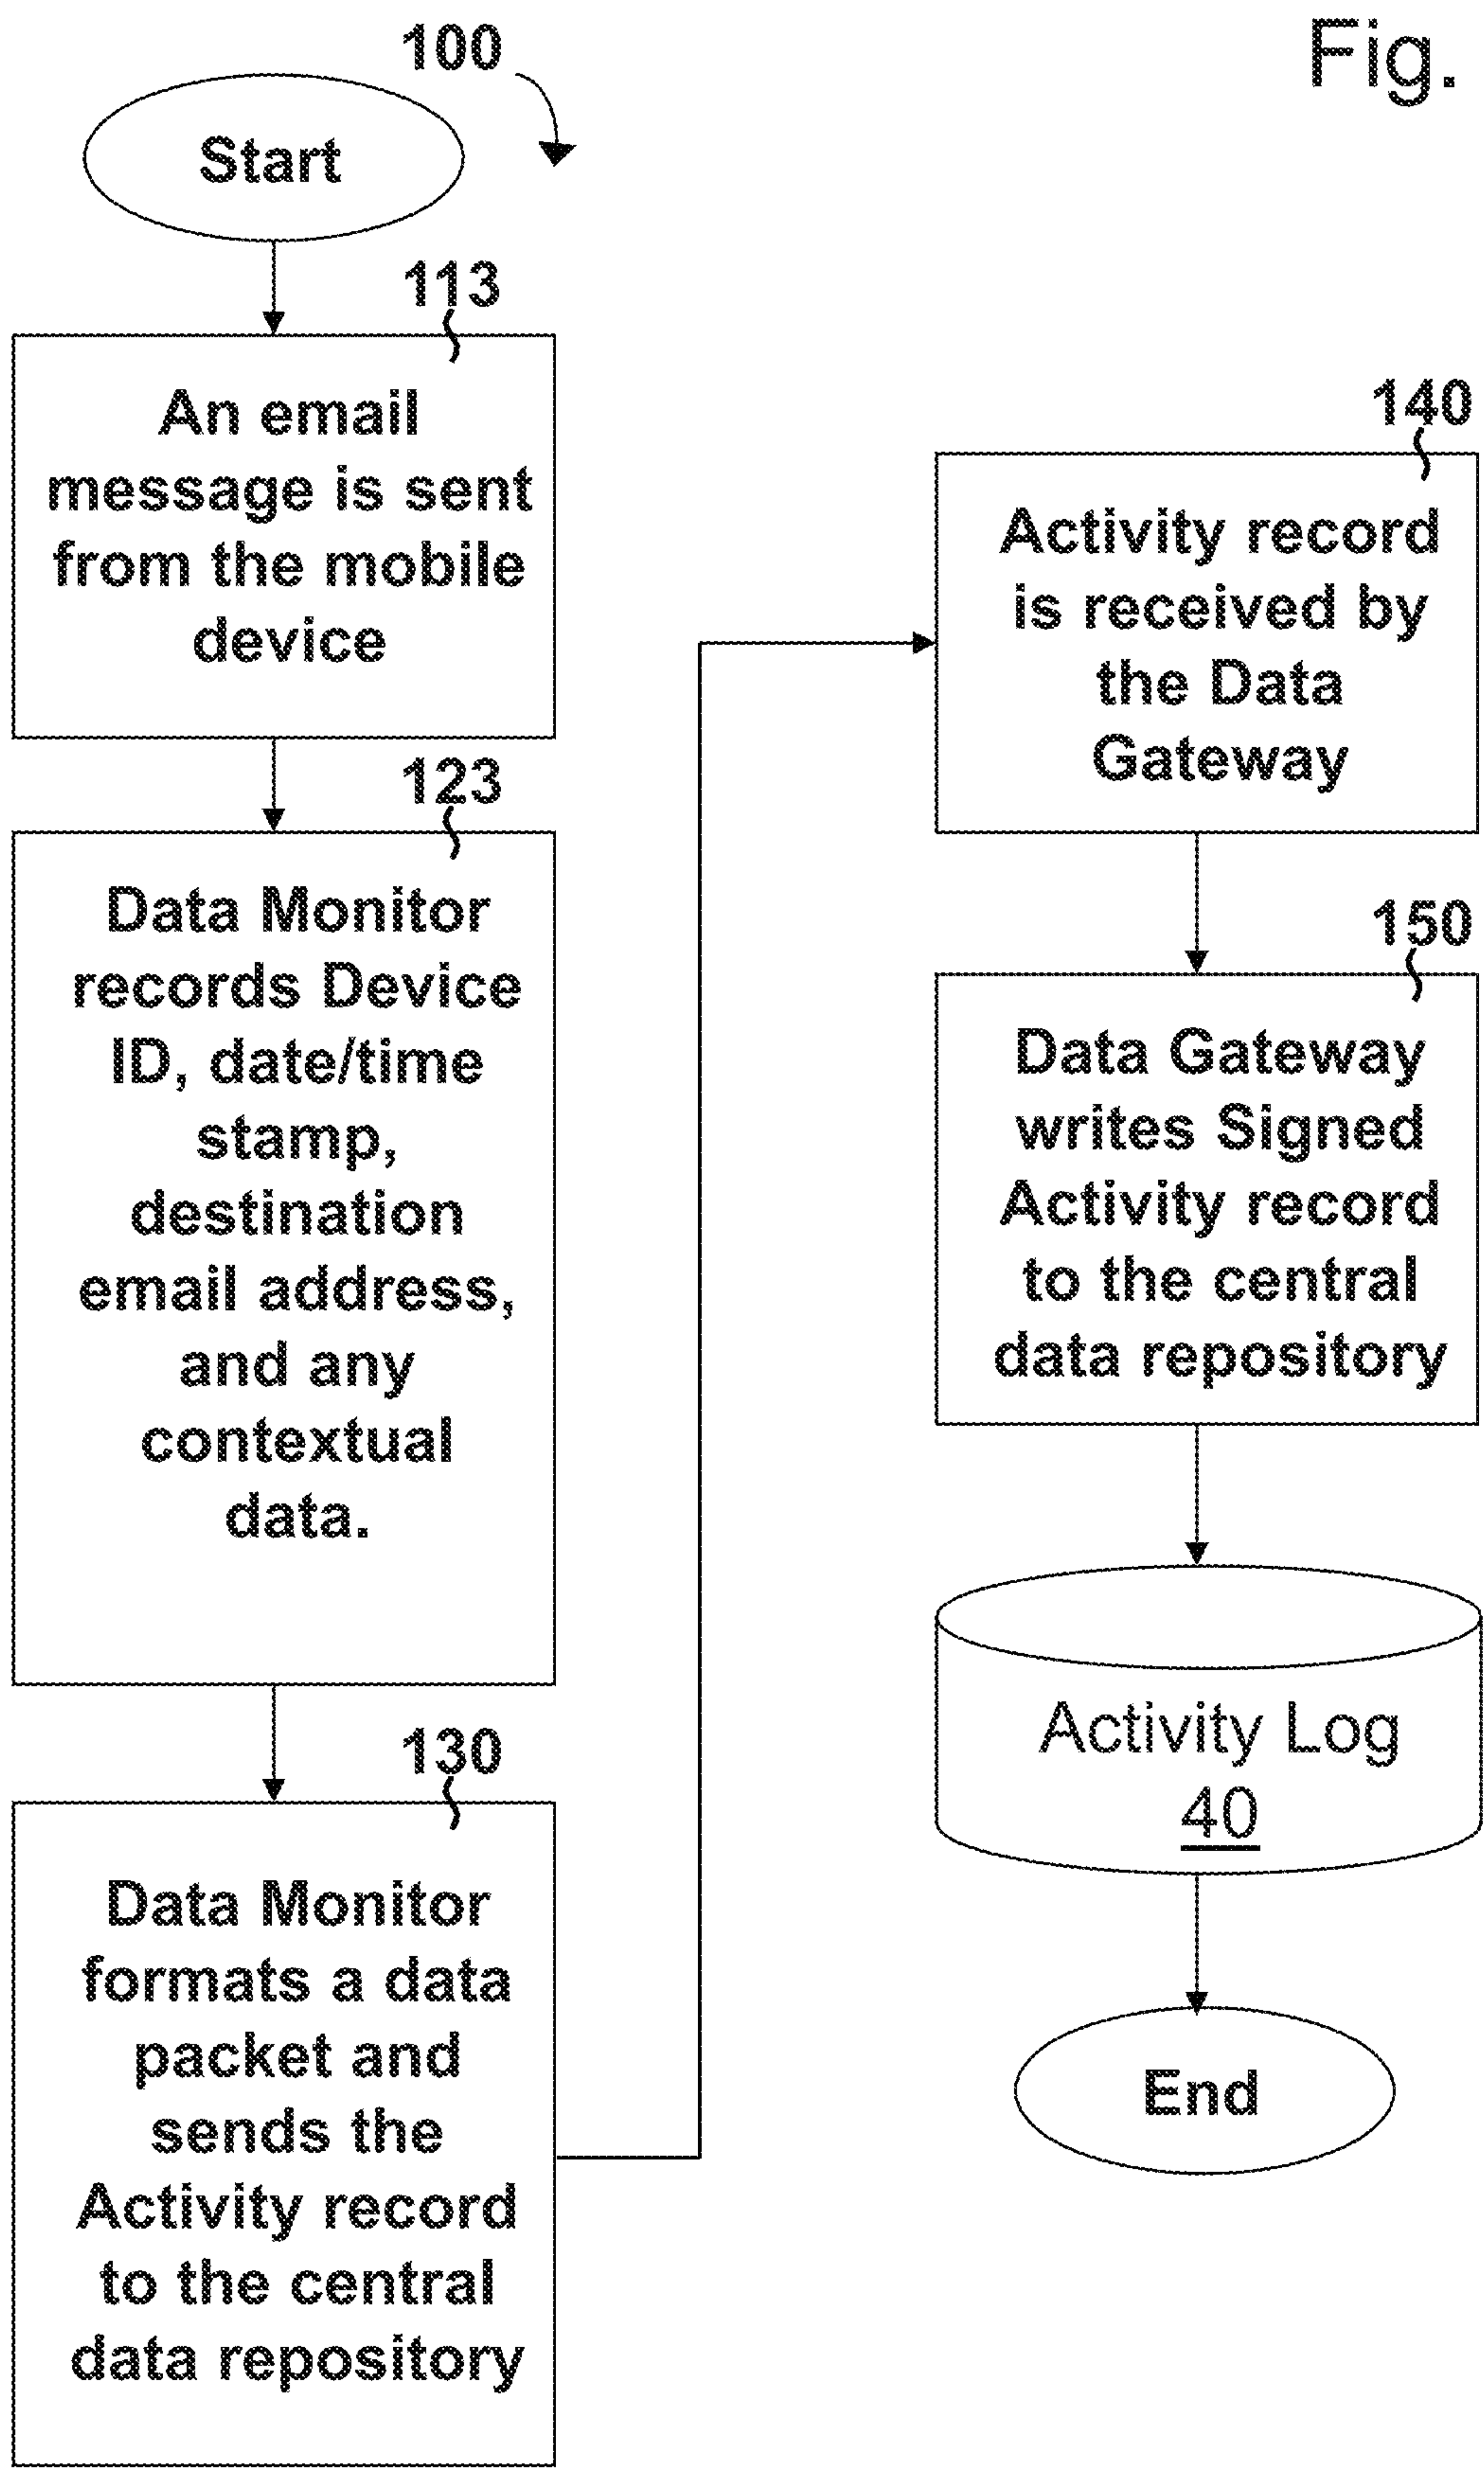 Fig.
100
Start
113
An email
message is sent
from the mobile
device
123
Data Monitor
records Device
ID, date/time
stamp,
destination
email address,
and any
contextual
data.
130
Data Monitor
formats a data
packet and
sends the
Activity record
to the central
data repository
140
Activity record
is received by
the Data
Gateway
150
Data Gateway
writes Signed
Activity record
to the central
data repository
Activity Log
40
End